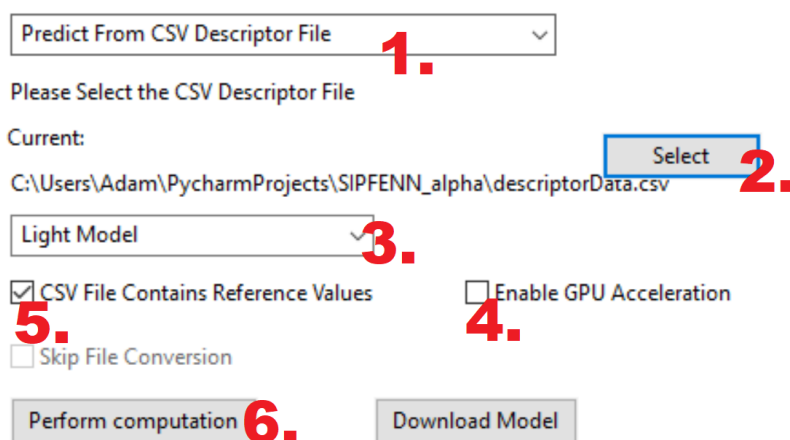 Predict From CSV Descriptor File
1.
Please Select the CSV Descriptor File
Current:
Select
2.
C:\Users\Adam\PycharmProjects\SIPFENN_alpha\descriptorData.csv
Light Model
3.
CSV File Contains Reference Values
Enable GPU Acceleration
5.
4.
Skip File Conversion
Perform computation
6.
Download Model